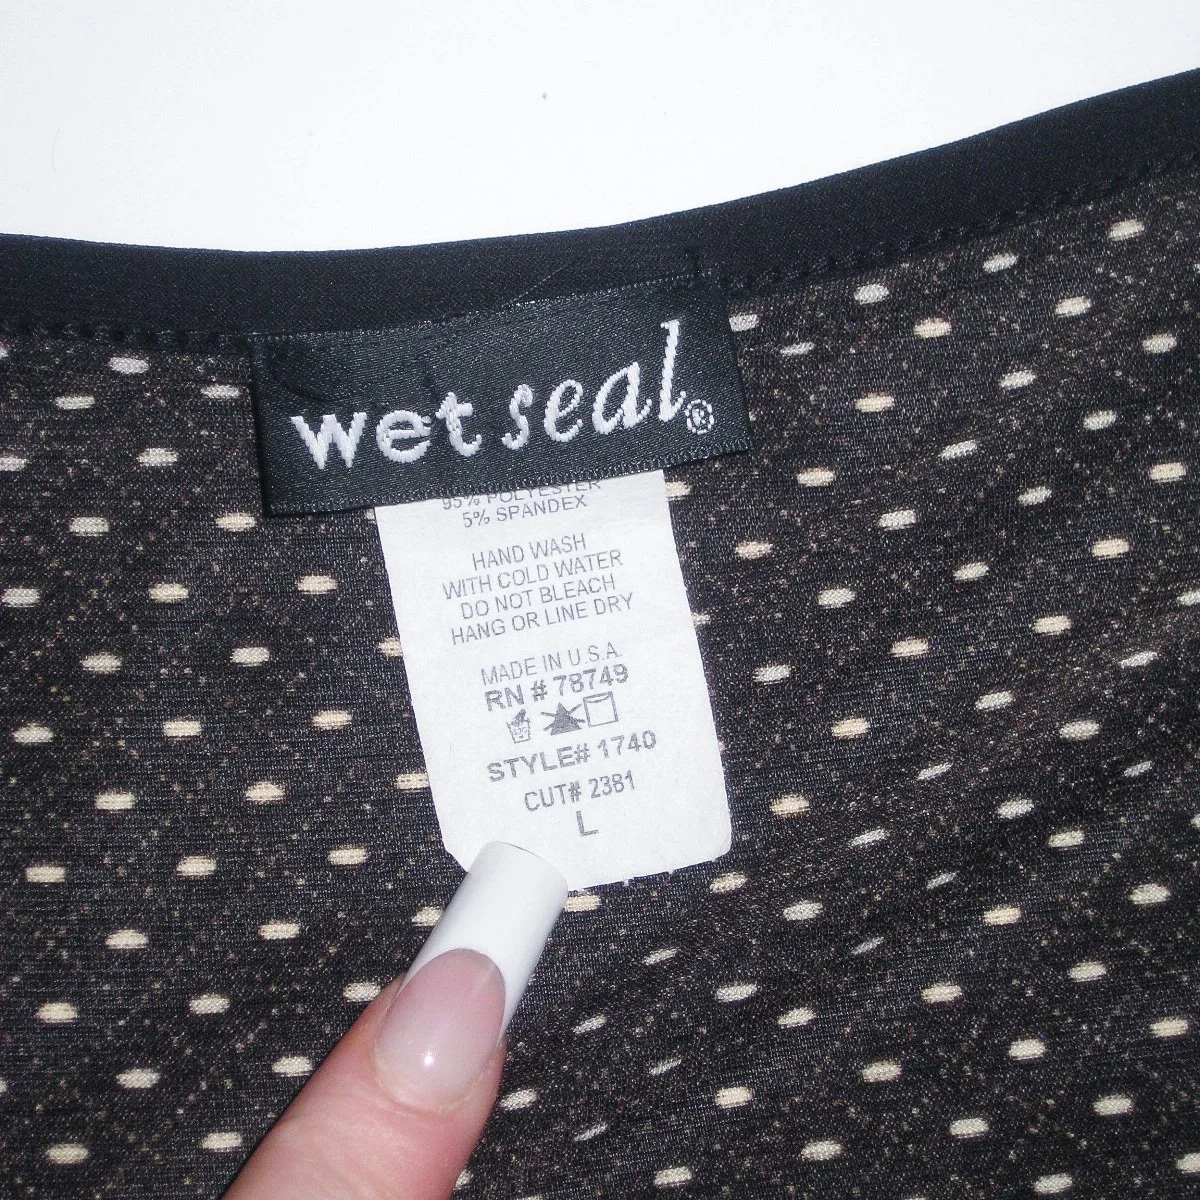 wet seal®
95% POLYESTER
5% SPANDEX
HAND WASH
WITH COLD WATER
DO NOT BLEACH
HANG OR LINE DRY
MADE IN U.S.A.
RN # 78749
STYLE# 1740
CUT# 2381
L